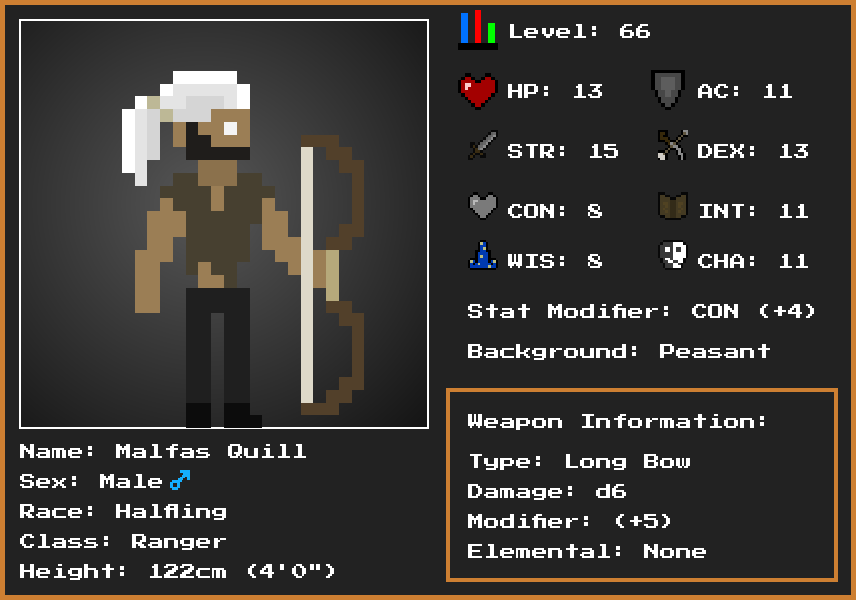 Level: 66
HP: 13 AC: 11
STR: 15 DEX: 13
CON: 8 INT: 11
WIS: 8 CHA: 11
Stat Modifier: CON (+4)
Background: Peasant
Weapon Information:
Type: Long Bow
Damage: d6
Modifier: (+5)
Elemental: None
Name: Malfas Quill
Sex: Male ♂
Race: Halfling
Class: Ranger
Height: 122cm (4'0")